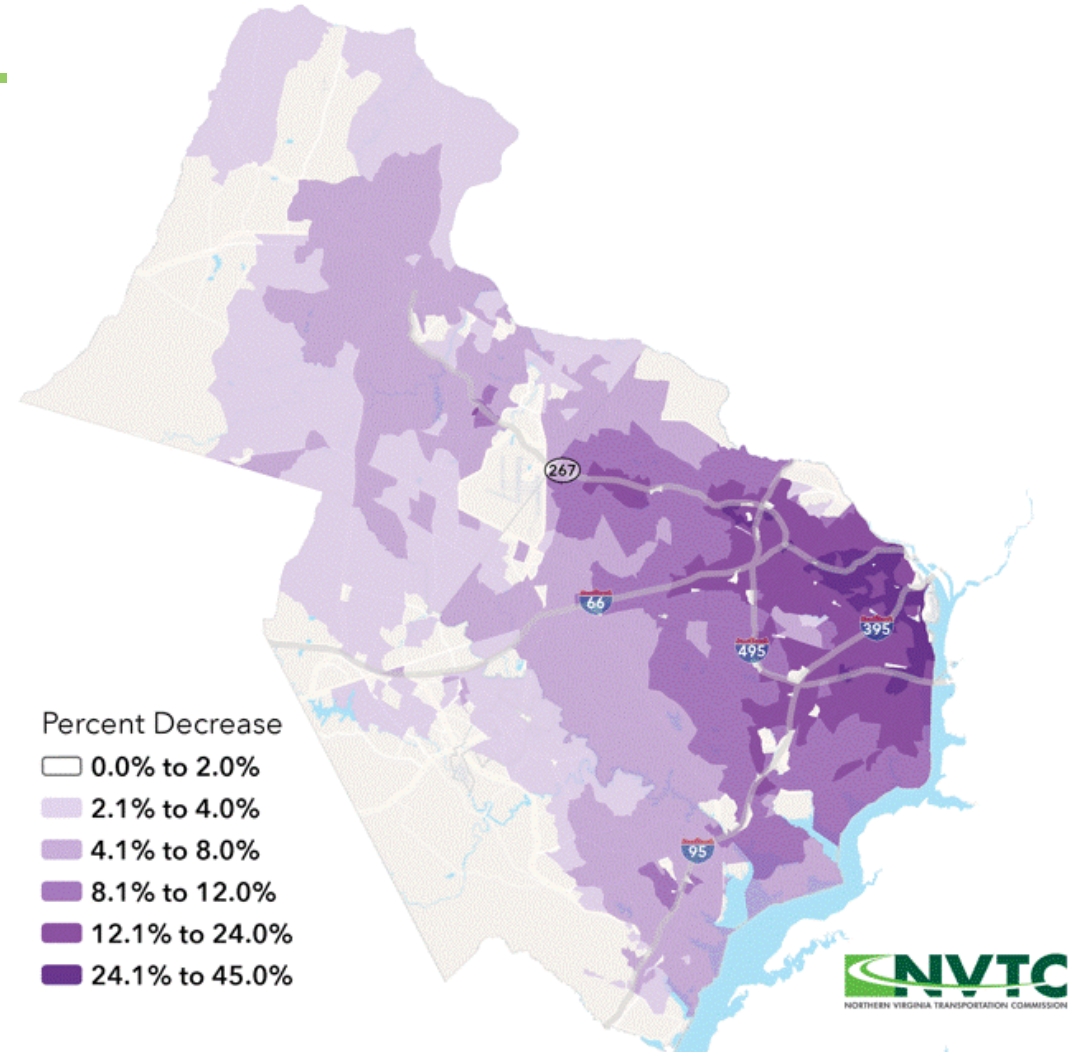 267
66
395
495
95
Percent Decrease
0.0% to 2.0%
2.1% to 4.0%
4.1% to 8.0%
8.1% to 12.0%
12.1% to 24.0%
24.1% to 45.0%
NVTC
NORTHERN VIRGINIA TRANSPORTATION COMMISSION